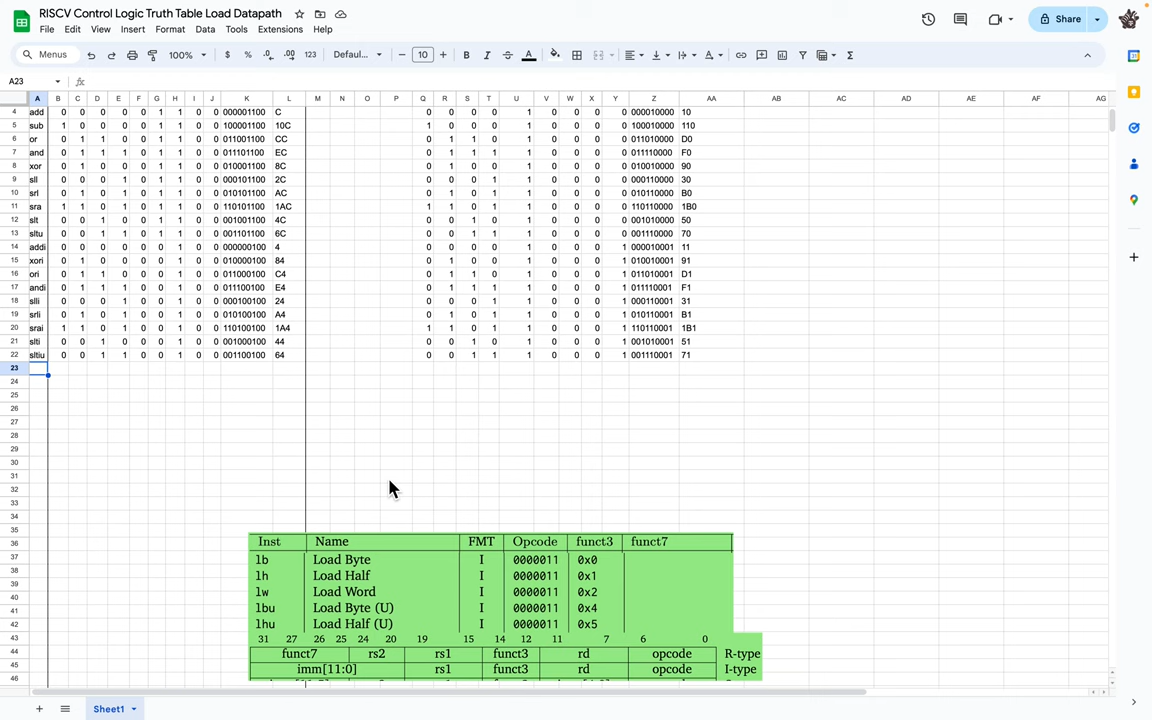 RISCV Control Logic Truth Table Load Datapath
File Edit View Insert Format Data Tools Extensions Help
Share
Menus 100% $ % .0 .00 123 Defaul... 10 B I A
A23 fx
A B C D E F G H I J K L M N O P Q R S T U V W X Y Z AA AB AC AD AE AF AG
4 add 0 0 0 0 0 1 1 0 0 000001100 C 0 0 0 0 1 0 0 0 0 000010000 10
5 sub 1 0 0 0 0 1 1 0 0 100001100 10C 1 0 0 0 1 0 0 0 0 100010000 110
6 or 0 1 1 0 0 1 1 0 0 011001100 CC 0 1 1 0 1 0 0 0 0 011010000 D0
7 and 0 1 1 1 0 1 1 0 0 011101100 EC 0 1 1 1 1 0 0 0 0 011110000 F0
8 xor 0 1 0 0 0 1 1 0 0 010001100 8C 0 1 0 0 1 0 0 0 0 010010000 90
9 sll 0 0 0 1 0 1 1 0 0 000101100 2C 0 0 0 1 1 0 0 0 0 000110000 30
10 srl 0 1 0 1 0 1 1 0 0 010101100 AC 0 1 0 1 1 0 0 0 0 010110000 B0
11 sra 1 1 0 1 0 1 1 0 0 110101100 1AC 1 1 0 1 1 0 0 0 0 110110000 1B0
12 slt 0 0 1 0 0 1 1 0 0 001001100 4C 0 0 1 0 1 0 0 0 0 001010000 50
13 sltu 0 0 1 1 0 1 1 0 0 001101100 6C 0 0 1 1 1 0 0 0 0 001110000 70
14 addi 0 0 0 0 0 0 1 0 0 000000100 4 0 0 0 0 1 0 0 0 1 000010001 11
15 xori 0 1 0 0 0 0 1 0 0 010000100 84 0 1 0 0 1 0 0 0 1 010010001 91
16 ori 0 1 1 0 0 0 1 0 0 011000100 C4 0 1 1 0 1 0 0 0 1 011010001 D1
17 andi 0 1 1 1 0 0 1 0 0 011100100 E4 0 1 1 1 1 0 0 0 1 011110001 F1
18 slli 0 0 0 1 0 0 1 0 0 000100100 24 0 0 0 1 1 0 0 0 1 000110001 31
19 srli 0 1 0 1 0 0 1 0 0 010100100 A4 0 1 0 1 1 0 0 0 1 010110001 B1
20 srai 1 1 0 1 0 0 1 0 0 110100100 1A4 1 1 0 1 1 0 0 0 1 110110001 1B1
21 slti 0 0 1 0 0 0 1 0 0 001000100 44 0 0 1 0 1 0 0 0 1 001010001 51
22 sltiu 0 0 1 1 0 0 1 0 0 001100100 64 0 0 1 1 1 0 0 0 1 001110001 71
23
24
25
26
27
28
29
30
31
32
33
34
35
36 Inst Name FMT Opcode funct3 funct7
37 lb Load Byte I 0000011 0x0
38 lh Load Half I 0000011 0x1
39 lw Load Word I 0000011 0x2
40
41 lbu Load Byte (U) I 0000011 0x4
42 lhu Load Half (U) I 0000011 0x5
43 31 27 26 25 24 20 19 15 14 12 11 7 6 0
44 funct7 rs2 rs1 funct3 rd opcode R-type
45 imm[11:0] rs1 funct3 rd opcode I-type
46
Sheet1